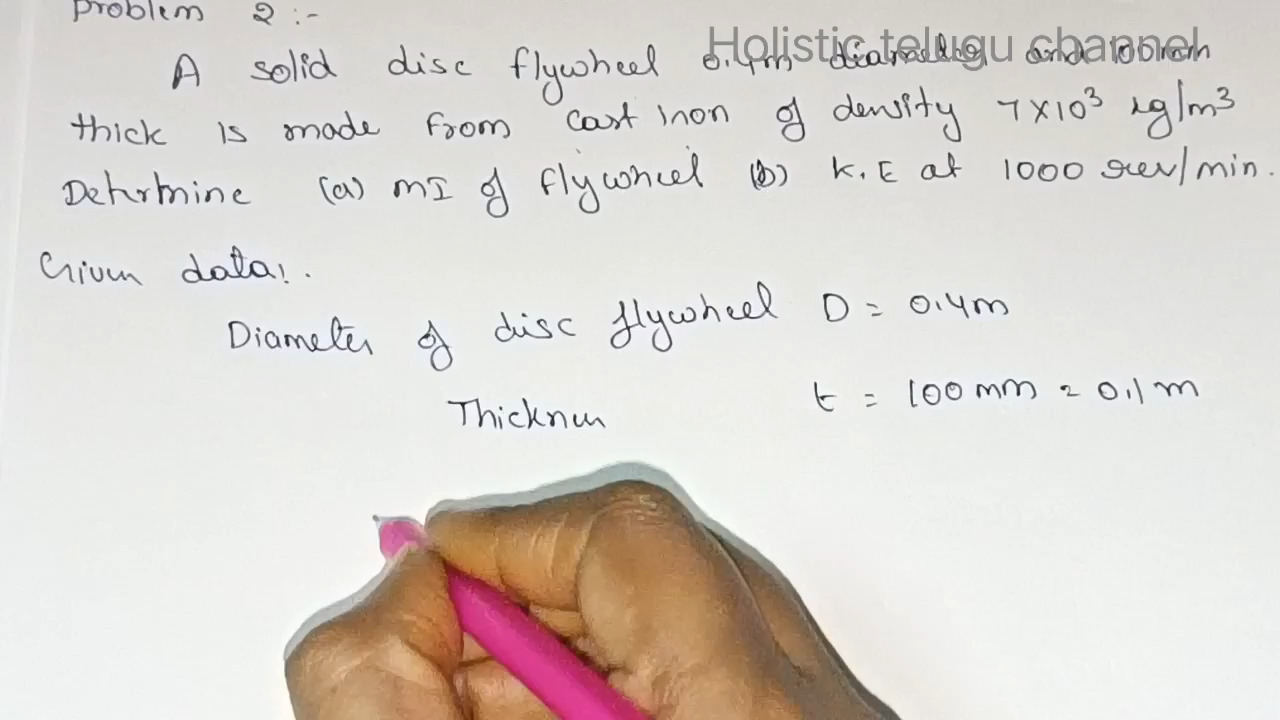 Problem 2 :-
Holistic telugu channel
A solid disc flywheel 0.4m diameter and 100mm
thick is made from cast iron of density 7x10³ kg/m³
Determine (a) MI of flywheel (b) K.E at 1000 rev/min.
Given data:.
Diameter of disc flywheel D = 0.4m
Thickness t = 100 mm = 0.1 m